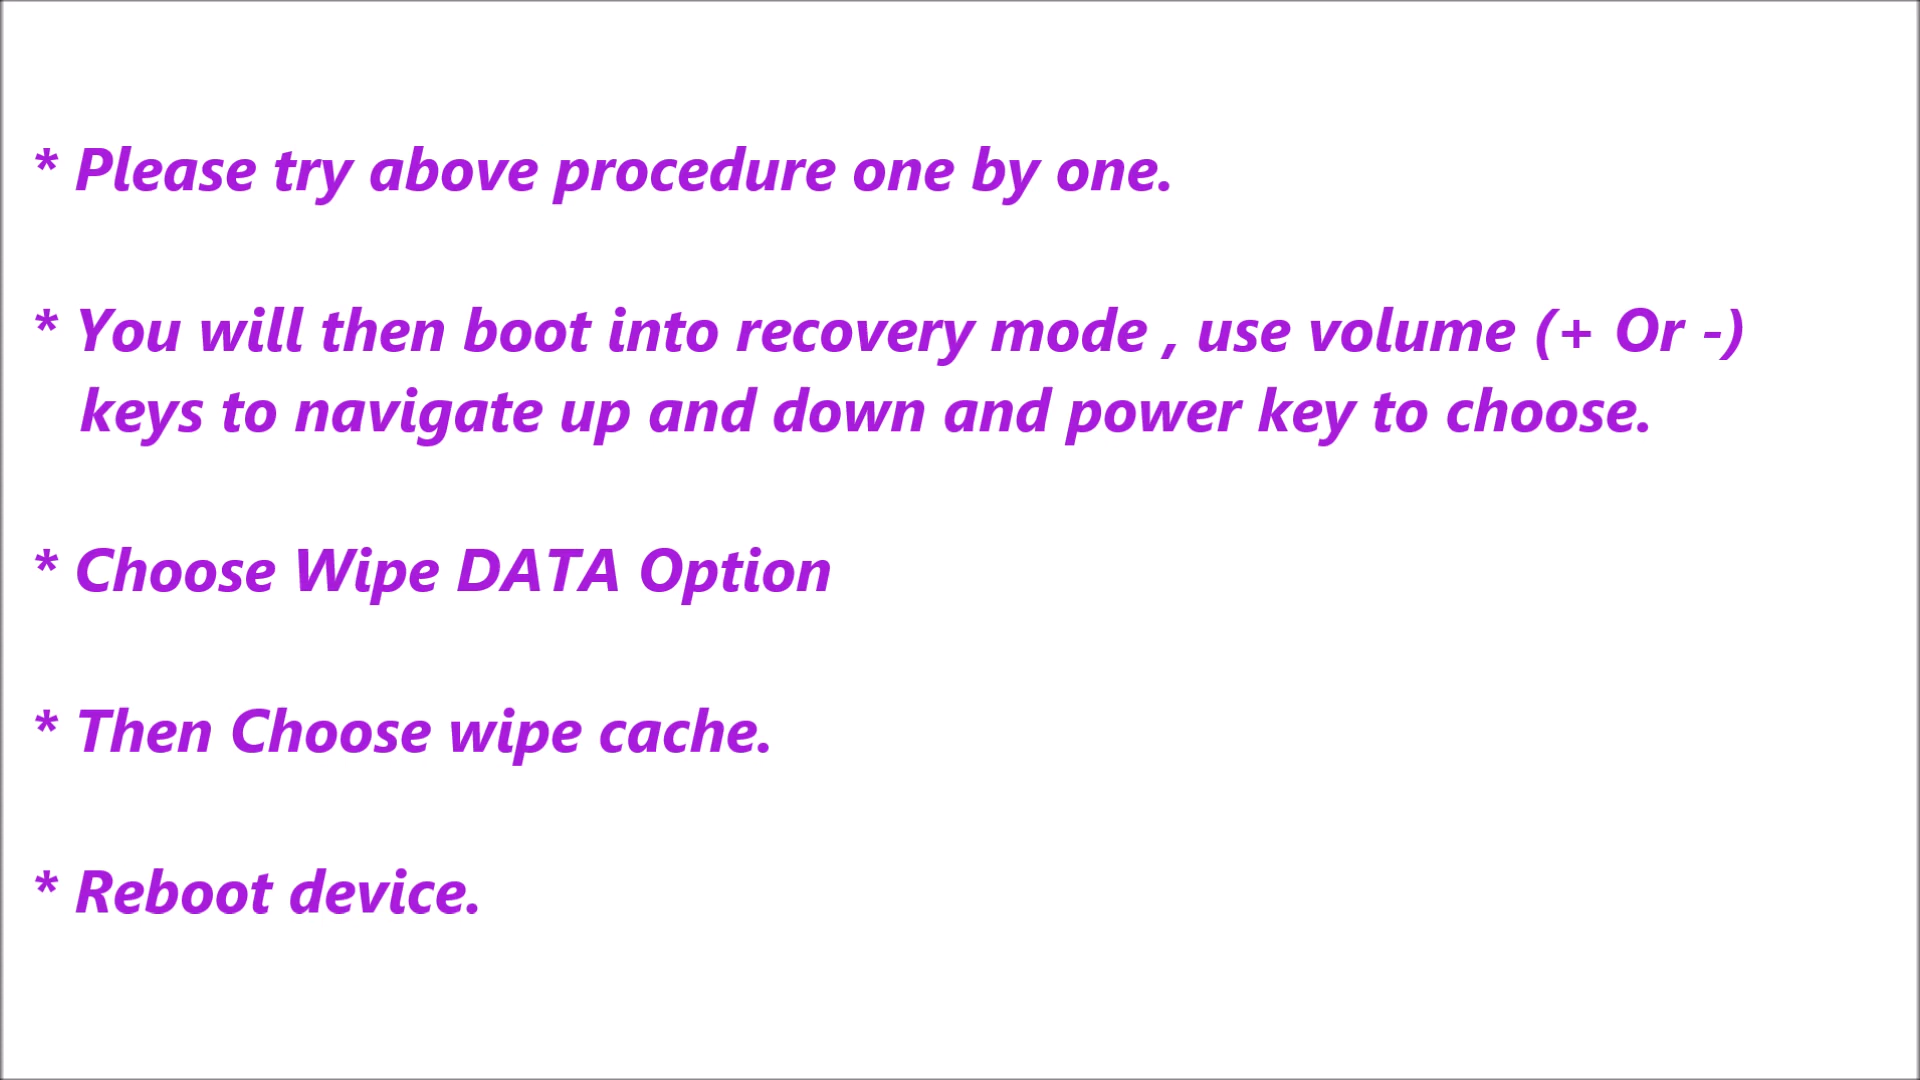 * Please try above procedure one by one.
* You will then boot into recovery mode , use volume (+ Or -)
keys to navigate up and down and power key to choose.
* Choose Wipe DATA Option
* Then Choose wipe cache.
* Reboot device.